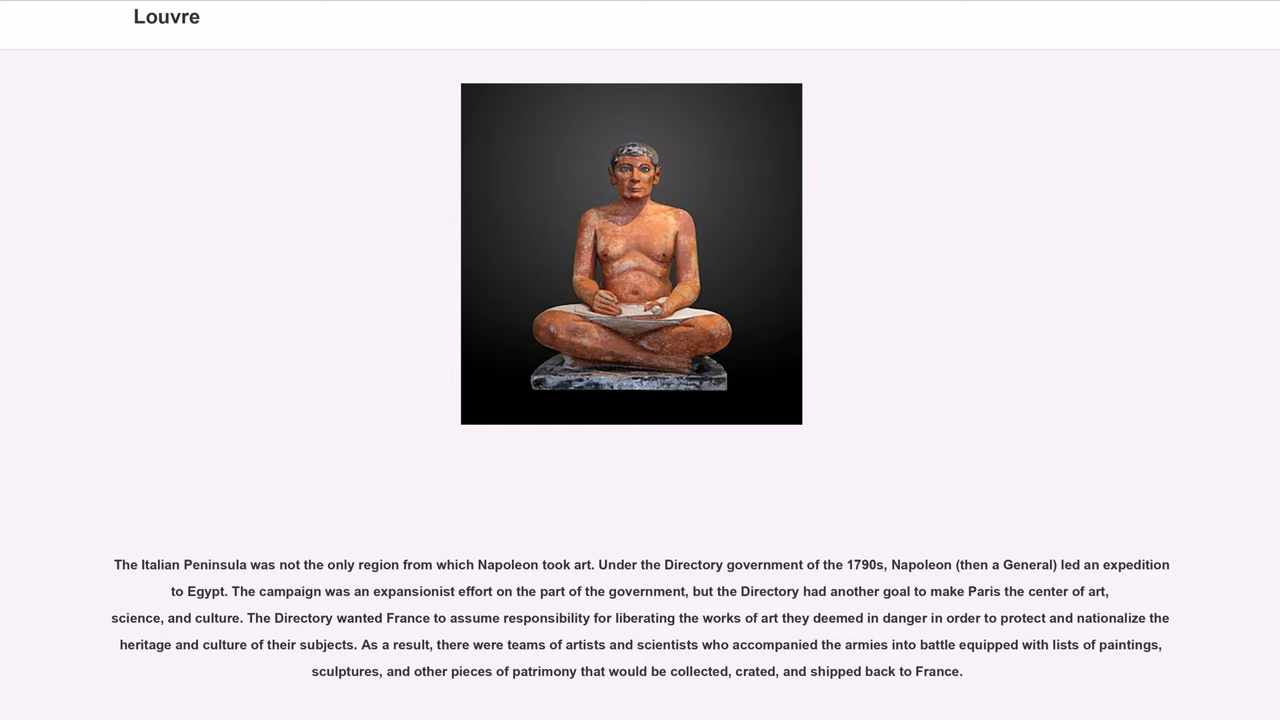 Louvre
The Italian Peninsula was not the only region from which Napoleon took art. Under the Directory government of the 1790s, Napoleon (then a General) led an expedition
to Egypt. The campaign was an expansionist effort on the part of the government, but the Directory had another goal to make Paris the center of art,
science, and culture. The Directory wanted France to assume responsibility for liberating the works of art they deemed in danger in order to protect and nationalize the
heritage and culture of their subjects. As a result, there were teams of artists and scientists who accompanied the armies into battle equipped with lists of paintings,
sculptures, and other pieces of patrimony that would be collected, crated, and shipped back to France.